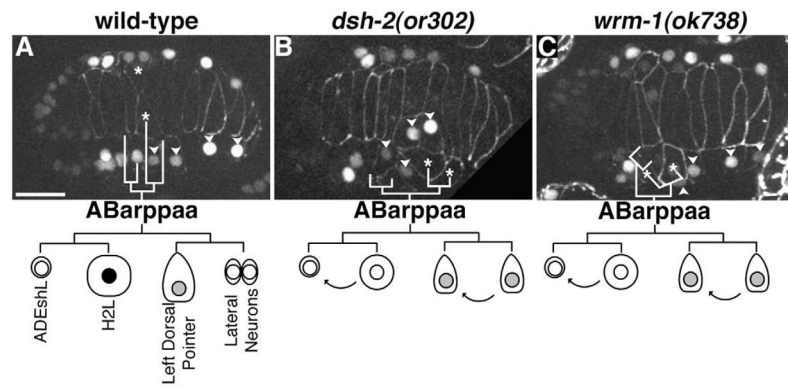 wild-type
dsh-2(or302)
wrm-1(ok738)
A
B
C
ABarppaa
ABarppaa
ABarppaa
ADEshL
H2L
Left Dorsal
Pointer
Lateral
Neurons